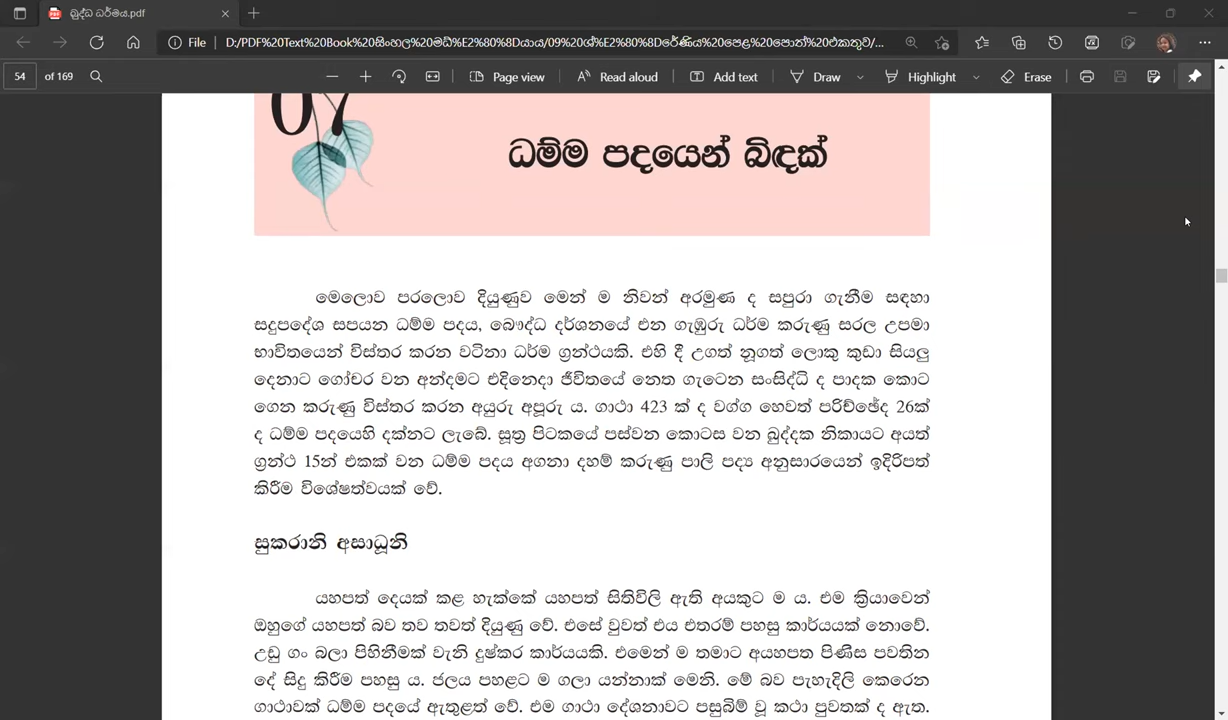 බුද්ධ ධර්මය.pdf
File D:/PDF%20Text%20Book%20සිංහල%20මධ්%E2%80%8Dයාය/09%20ශ්%E2%80%8Dරේණිය%20පෙළ%20පොත්%20එකතුව/...
54 of 169 Page view Read aloud Add text Draw Highlight Erase
07
ධම්ම පදයෙන් බිඳක්
මෙලොව පරලොව දියුණුව මෙන් ම නිවන් අරමුණ ද සපුරා ගැනීම සඳහා
සදුපදේශ සපයන ධම්ම පදය, බෞද්ධ දර්ශනයේ එන ගැඹුරු ධර්ම කරුණු සරල උපමා
භාවිතයෙන් විස්තර කරන වටිනා ධර්ම ග්‍රන්ථයකි. එහි දී උගත් නූගත් ලොකු කුඩා සියලු
දෙනාට ගෝචර වන අන්දමට එදිනෙදා ජීවිතයේ නෙත ගැටෙන සංසිද්ධි ද පාදක කොට
ගෙන කරුණු විස්තර කරන අයුරු අපූරු ය. ගාථා 423 ක් ද වග්ග හෙවත් පරිච්ඡේද 26ක්
ද ධම්ම පදයෙහි දක්නට ලැබේ. සූත්‍ර පිටකයේ පස්වන කොටස වන ඛුද්දක නිකායට අයත්
ග්‍රන්ථ 15න් එකක් වන ධම්ම පදය අගනා දහම් කරුණු පාලි පද්‍ය අනුසාරයෙන් ඉදිරිපත්
කිරීම විශේෂත්වයක් වේ.
සුකරානි අසාධූනි
යහපත් දෙයක් කළ හැක්කේ යහපත් සිතිවිලි ඇති අයකුට ම ය. එම ක්‍රියාවෙන්
ඔහුගේ යහපත් බව තව තවත් දියුණු වේ. එසේ වුවත් එය එතරම් පහසු කාර්යයක් නොවේ.
උඩු ගං බලා පිහිනීමක් වැනි දුෂ්කර කාර්යයකි. එමෙන් ම තමාට අයහපත පිණිස පවතින
දේ සිදු කිරීම පහසු ය. ජලය පහළට ම ගලා යන්නාක් මෙනි. මේ බව පැහැදිලි කෙරෙන
ගාථාවක් ධම්ම පදයේ ඇතුළත් වේ. එම ගාථා දේශනාවට පසුබිම් වූ කථා පුවතක් ද ඇත.